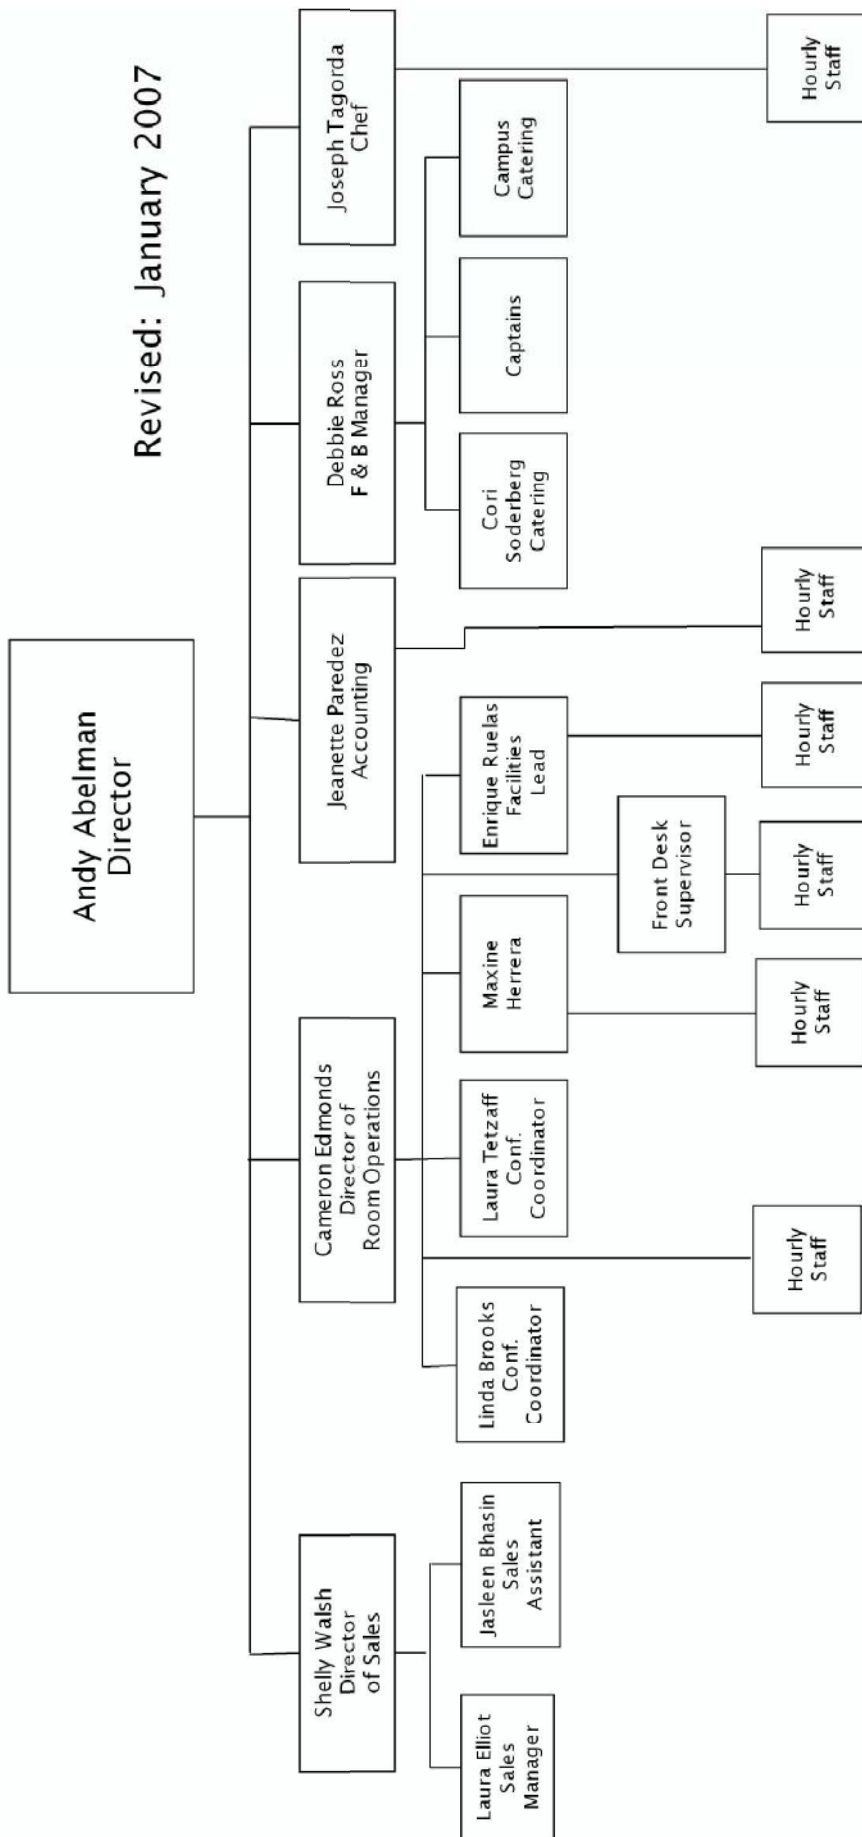 Andy Abelman
Director
Revised: January 2007
Shelly Walsh
Director
of Sales
Cameron Edmonds
Director of
Room Operations
Jeanette Paredez
Accounting
Debbie Ross
F & B Manager
Joseph Tagorda
Chef
Laura Elliot
Sales
Manager
Jasleen Bhasin
Sales
Assistant
Linda Brooks
Conf.
Coordinator
Laura Tetzaff
Conf.
Coordinator
Maxine
Herrera
Enrique Ruelas
Facilities
Lead
Cori
Soderberg
Catering
Captains
Campus
Catering
Front Desk
Supervisor
Hourly
Staff
Hourly
Staff
Hourly
Staff
Hourly
Staff
Hourly
Staff
Hourly
Staff